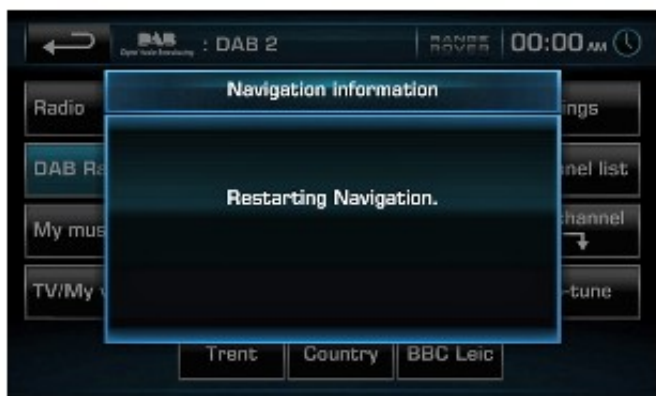 DAB : DAB 2 RANGE ROVER 00:00 AM
Navigation information
Radio ings
DAB Ra nnel list
Restarting Navigation.
My mus channel
TV/My -tune
Trent Country BBC Leic